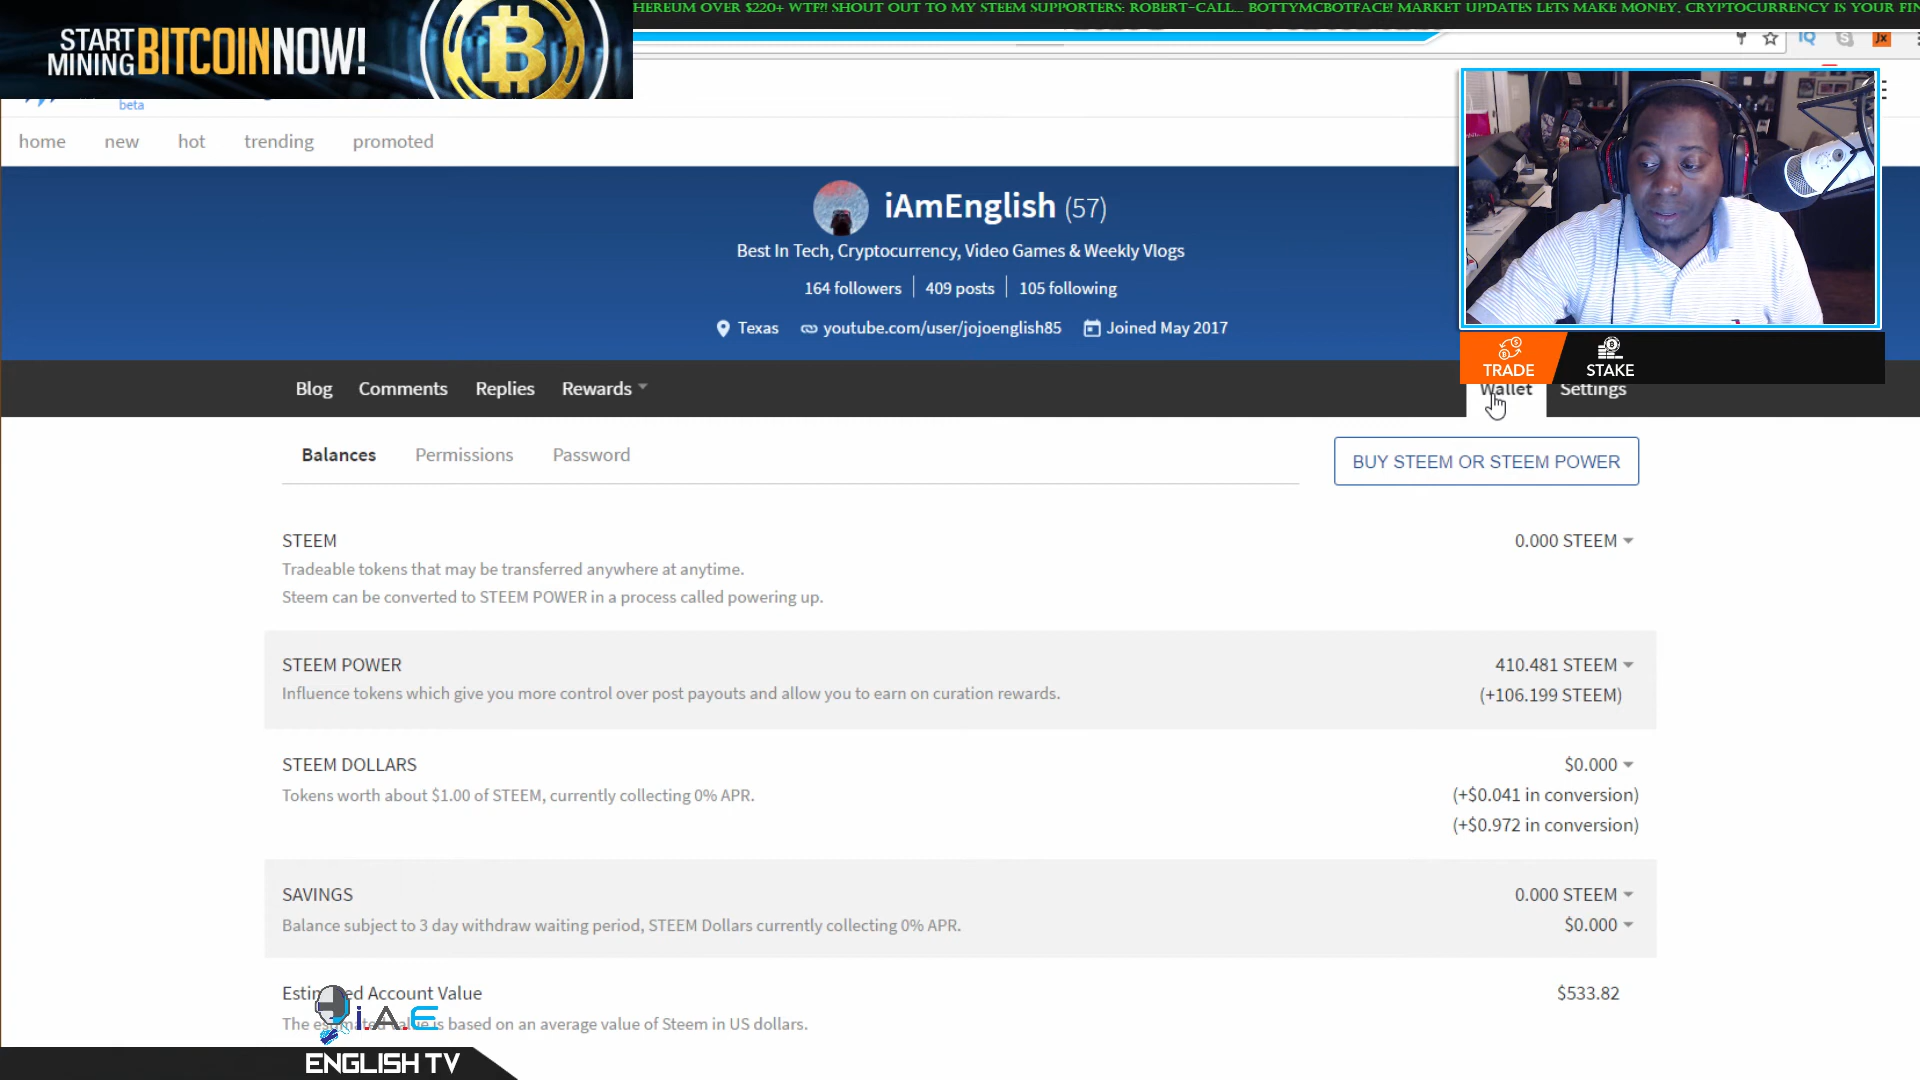 HEREUM OVER $220+ WTF?! SHOUT OUT TO MY STEEM SUPPORTERS: ROBERT-CALL... BOTTYMCBOTFACE! MARKET UPDATES LETS MAKE MONEY, CRYPTOCURRENCY IS YOUR FIN
START
MINING BITCOIN NOW!
beta
home new hot trending promoted
iAmEnglish (57)
Best In Tech, Cryptocurrency, Video Games & Weekly Vlogs
164 followers 409 posts 105 following
Texas youtube.com/user/jojoenglish85 Joined May 2017
TRADE STAKE
Blog Comments Replies Rewards Wallet Settings
Balances Permissions Password
BUY STEEM OR STEEM POWER
STEEM 0.000 STEEM
Tradeable tokens that may be transferred anywhere at anytime.
Steem can be converted to STEEM POWER in a process called powering up.
STEEM POWER 410.481 STEEM
Influence tokens which give you more control over post payouts and allow you to earn on curation rewards. (+106.199 STEEM)
STEEM DOLLARS $0.000
Tokens worth about $1.00 of STEEM, currently collecting 0% APR. (+$0.041 in conversion)
(+$0.972 in conversion)
SAVINGS 0.000 STEEM
Balance subject to 3 day withdraw waiting period, STEEM Dollars currently collecting 0% APR. $0.000
Estimated Account Value $533.82
The estimated value is based on an average value of Steem in US dollars.
i.A.E
ENGLISH TV